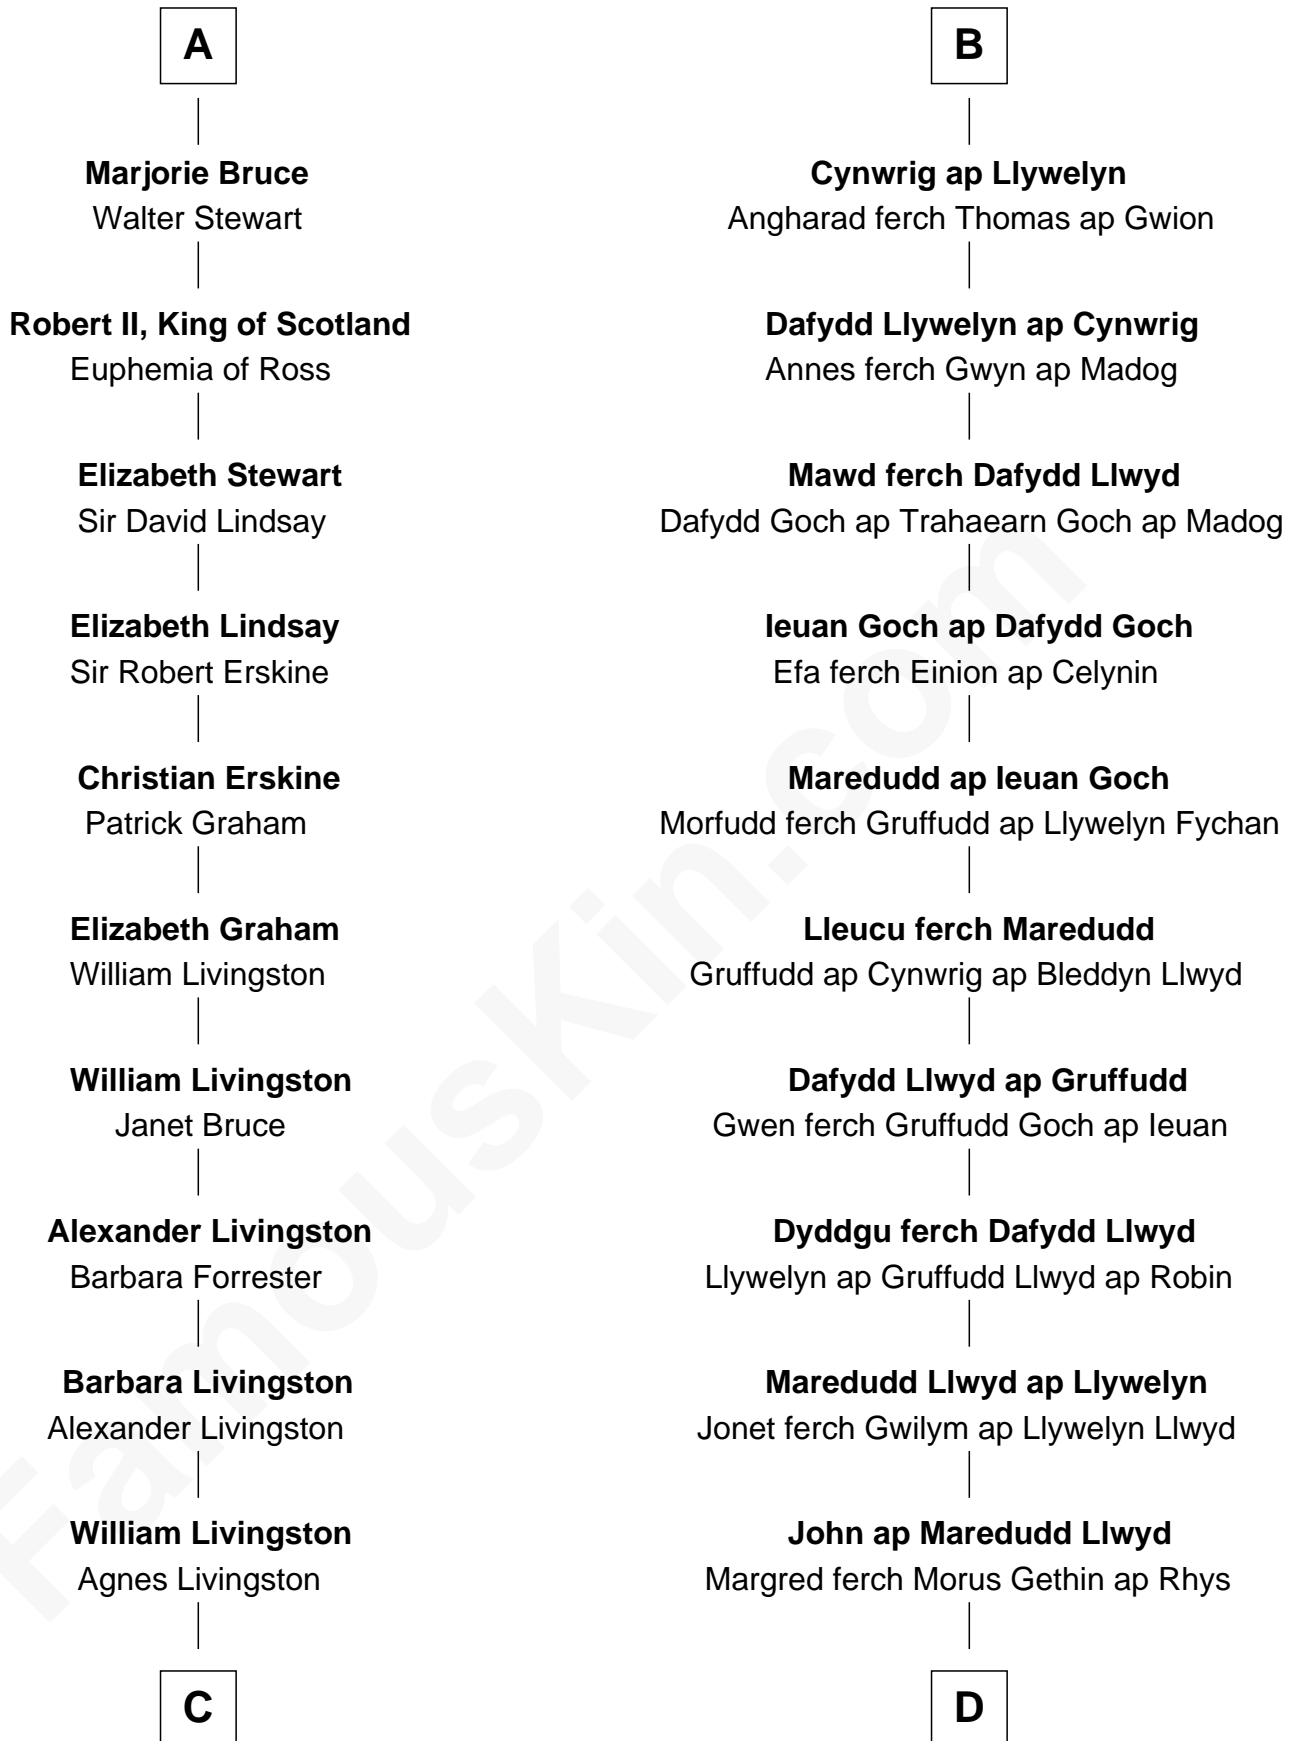 A
Marjorie Bruce
Walter Stewart
Robert II, King of Scotland
Euphemia of Ross
Elizabeth Stewart
Sir David Lindsay
Elizabeth Lindsay
Sir Robert Erskine
Christian Erskine
Patrick Graham
Elizabeth Graham
William Livingston
William Livingston
Janet Bruce
Alexander Livingston
Barbara Forrester
Barbara Livingston
Alexander Livingston
William Livingston
Agnes Livingston
C
B
Cynwrig ap Llywelyn
Angharad ferch Thomas ap Gwion
Dafydd Llywelyn ap Cynwrig
Annes ferch Gwyn ap Madog
Mawd ferch Dafydd Llwyd
Dafydd Goch ap Trahaearn Goch ap Madog
Ieuan Goch ap Dafydd Goch
Efa ferch Einion ap Celynin
Maredudd ap Ieuan Goch
Morfudd ferch Gruffudd ap Llywelyn Fychan
Lleucu ferch Maredudd
Gruffudd ap Cynwrig ap Bleddyn Llwyd
Dafydd Llwyd ap Gruffudd
Gwen ferch Gruffudd Goch ap Ieuan
Dyddgu ferch Dafydd Llwyd
Llywelyn ap Gruffudd Llwyd ap Robin
Maredudd Llwyd ap Llywelyn
Jonet ferch Gwilym ap Llywelyn Llwyd
John ap Maredudd Llwyd
Margred ferch Morus Gethin ap Rhys
D
FamousKin.com